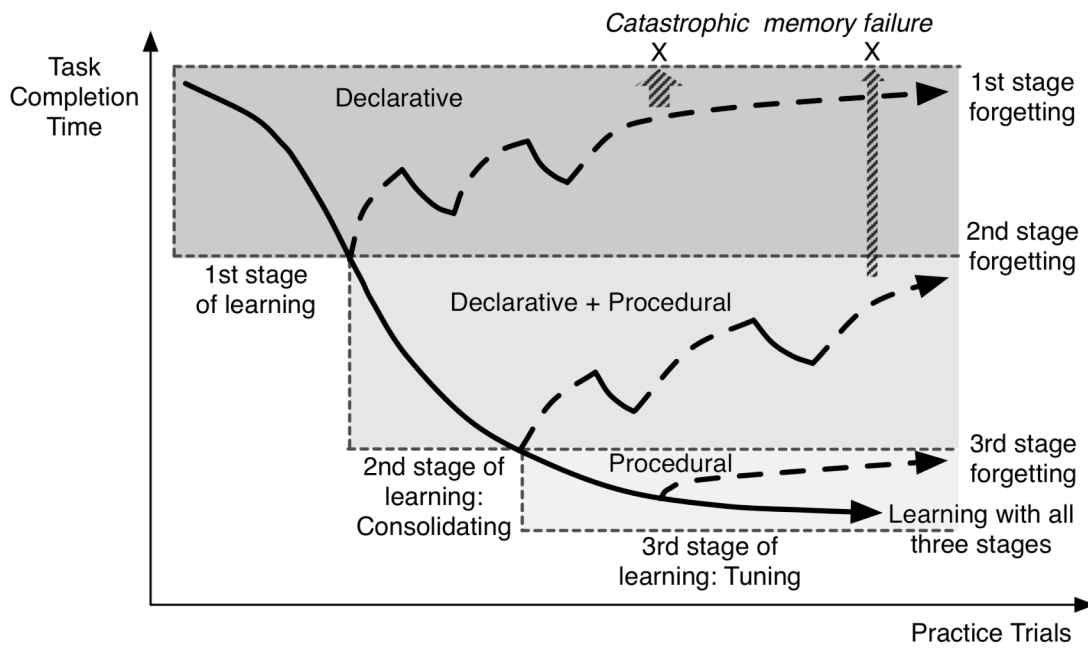 Catastrophic memory failure
X
X
Task
Completion
Time
Declarative
1st stage
forgetting
2nd stage
forgetting
1st stage
of learning
Declarative + Procedural
3rd stage
forgetting
Procedural
2nd stage of
learning:
Consolidating
Learning with all
three stages
3rd stage of
learning: Tuning
Practice Trials